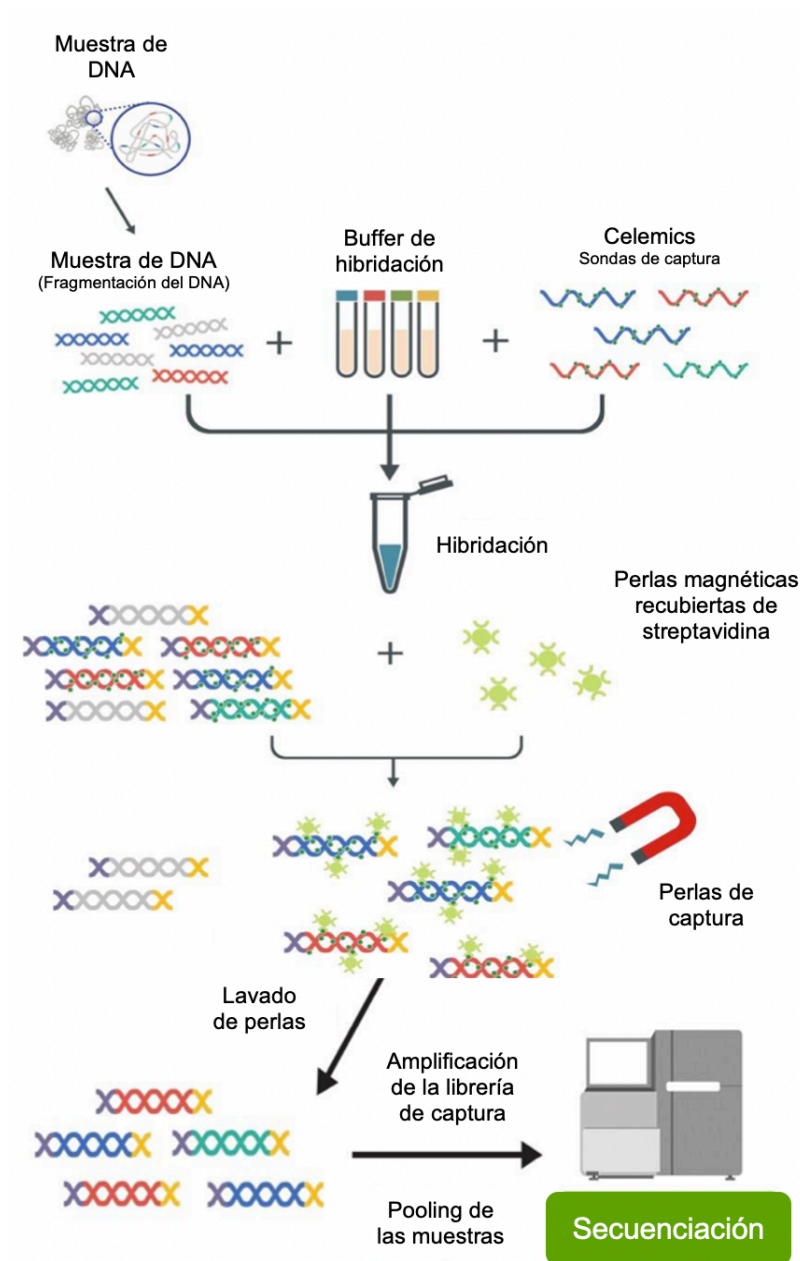 Muestra de
DNA
Muestra de DNA
(Fragmentación del DNA)
Buffer de
hibridación
Celemics
Sondas de captura
Hibridación
Perlas magnéticas
recubiertas de
streptavidina
Perlas de
captura
Lavado
de perlas
Amplificación
de la librería
de captura
Pooling de
las muestras
Secuenciación